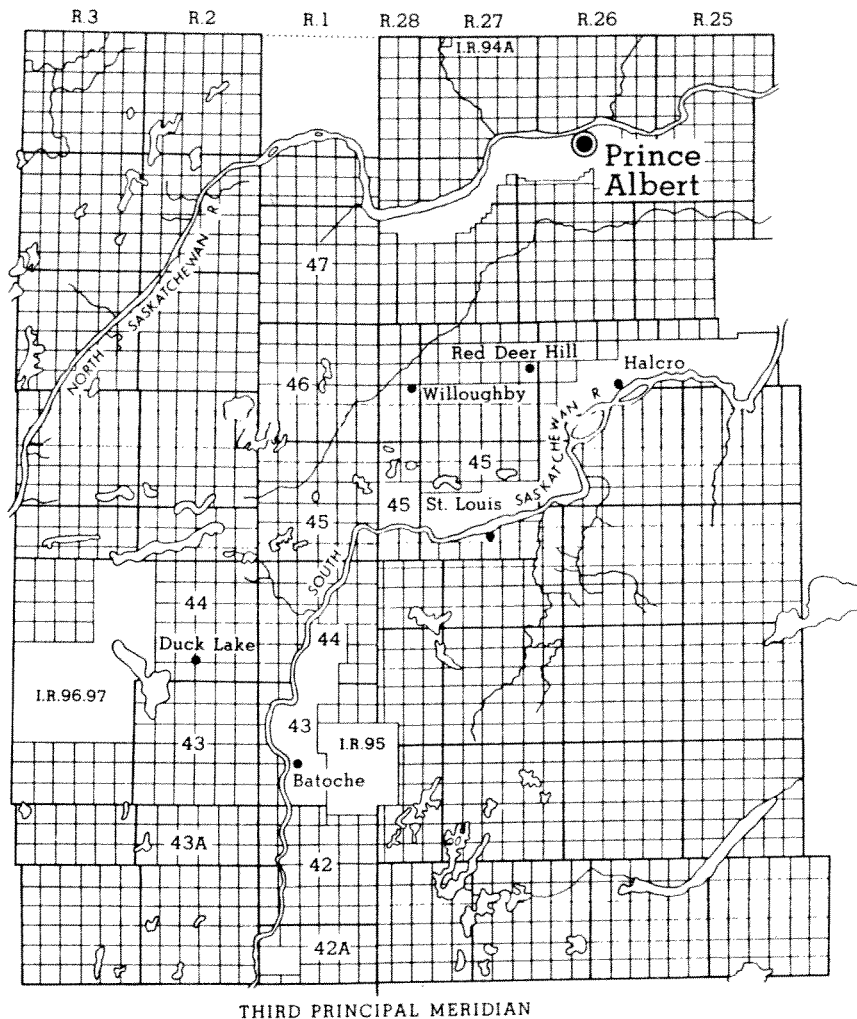 R.3 R.2 R.1 R.28 R.27 R.26 R.25
I.R.94A
Prince
Albert
NORTH SASKATCHEWAN R
47
Red Deer Hill
Halcro
46
Willoughby
SOUTH SASKATCHEWAN R
45
45
St. Louis
45
44
44
Duck Lake
I.R.96.97
43
43
I.R.95
Batoche
43A
42
42A
THIRD PRINCIPAL MERIDIAN